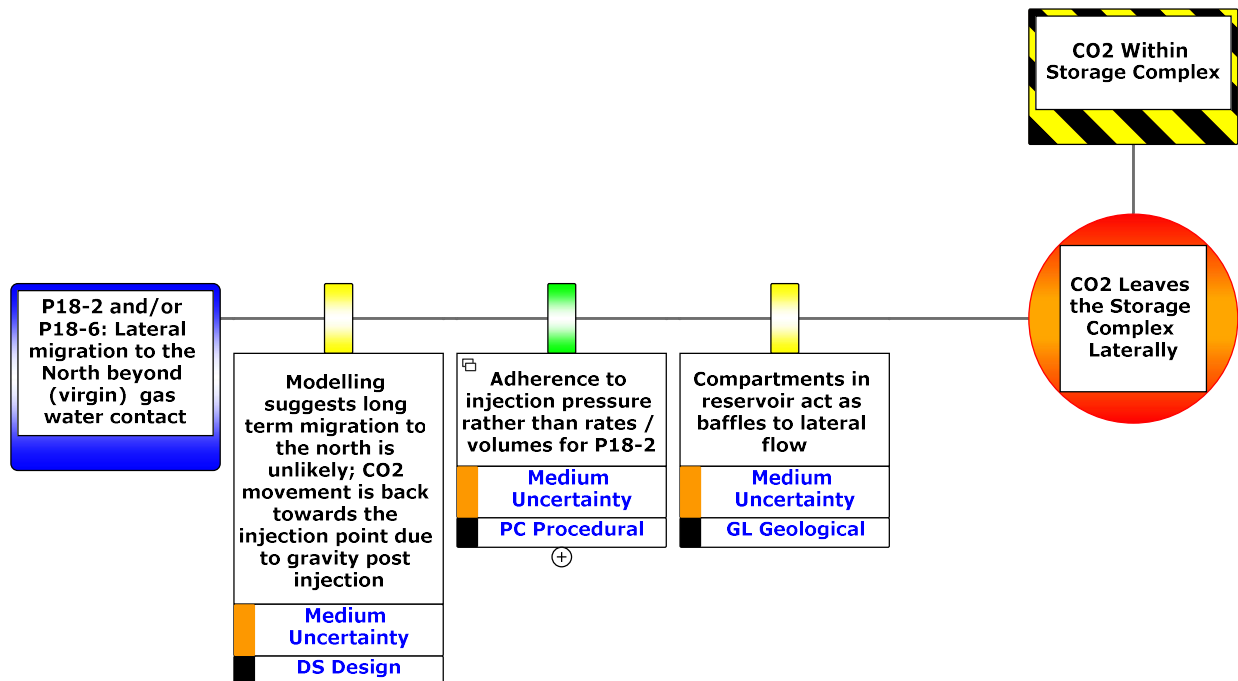 CO2 Within
Storage Complex
P18-2 and/or
P18-6: Lateral
migration to the
North beyond
(virgin) gas
water contact
Modelling
suggests long
term migration to
the north is
unlikely; CO2
movement is back
towards the
injection point due
to gravity post
injection
Medium
Uncertainty
DS Design
Adherence to
injection pressure
rather than rates /
volumes for P18-2
Medium
Uncertainty
PC Procedural
Compartments in
reservoir act as
baffles to lateral
flow
Medium
Uncertainty
GL Geological
CO2 Leaves
the Storage
Complex
Laterally